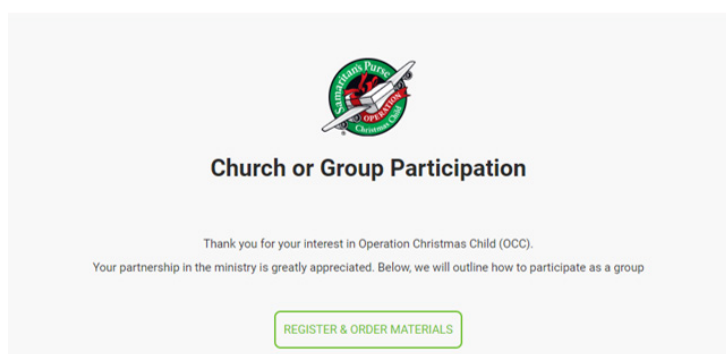 Samaritan's Purse
OPERATION
Christmas Child
Church or Group Participation
Thank you for your interest in Operation Christmas Child (OCC).
Your partnership in the ministry is greatly appreciated. Below, we will outline how to participate as a group
REGISTER & ORDER MATERIALS